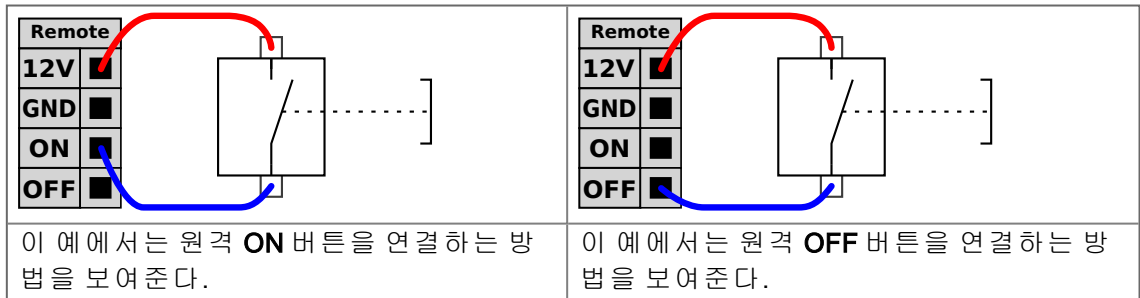 Remote
12V
GND
ON
OFF
이 예에서는 원격 ON 버튼을 연결하는 방
법을 보여준다.
Remote
12V
GND
ON
OFF
이 예에서는 원격 OFF 버튼을 연결하는 방
법을 보여준다.